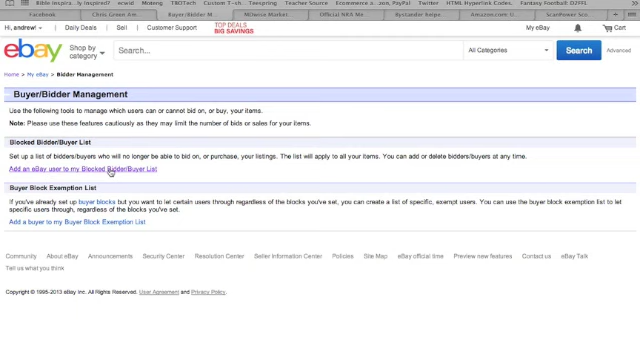 Bible Inspir...y Inspired? ecwid Moteng TROTech Custom T-sh... Teespring Teacher Source Ecommerce a...zon, PayPal Twitter HTML Hyperlink Codes Fantasy Football
Facebook Chris Green Am... Buyer/Bidder M... NDwire Market... Official NRA Me... Bystander helpe Amazon.com: G... ScanPower Sco...
Hi, andrew! Daily Deals Sell Customer Support TOP DEALS BIG SAVINGS My eBay Cart
ebay Shop by category All Categories Search Advanced
Home > My eBay > Bidder Management
Buyer/Bidder Management
Use the following tools to manage which users can or cannot bid on, or buy, your items.
Note: Please use these features cautiously as they may limit the number of bids or sales for your items.
Blocked Bidder/Buyer List
Set up a list of bidders/buyers who will no longer be able to bid on, or purchase, your listings. The list will apply to all your items. You can add or delete bidders/buyers at any time.
Add an eBay user to my Blocked Bidder/Buyer List
Buyer Block Exemption List
If you've already set up buyer blocks but you want to let certain users through regardless of the blocks you've set, you can create a list of specific, exempt users. You can use the buyer block exemption list to let
specific users through, regardless of the blocks you've set.
Add a buyer to my Buyer Block Exemption List
Community About eBay Announcements Security Center Resolution Center Seller Information Center Policies Site Map eBay official time Preview new features Contact us eBay Talk
Tell us what you think
Copyright © 1995-2013 eBay Inc. All Rights Reserved. User Agreement and Privacy Policy.